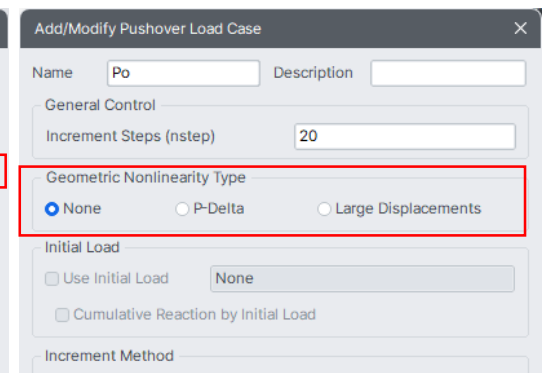 Add/Modify Pushover Load Case
Name Po Description
General Control
Increment Steps (nstep) 20
Geometric Nonlinearity Type
None P-Delta Large Displacements
Initial Load
Use Initial Load None
Cumulative Reaction by Initial Load
Increment Method